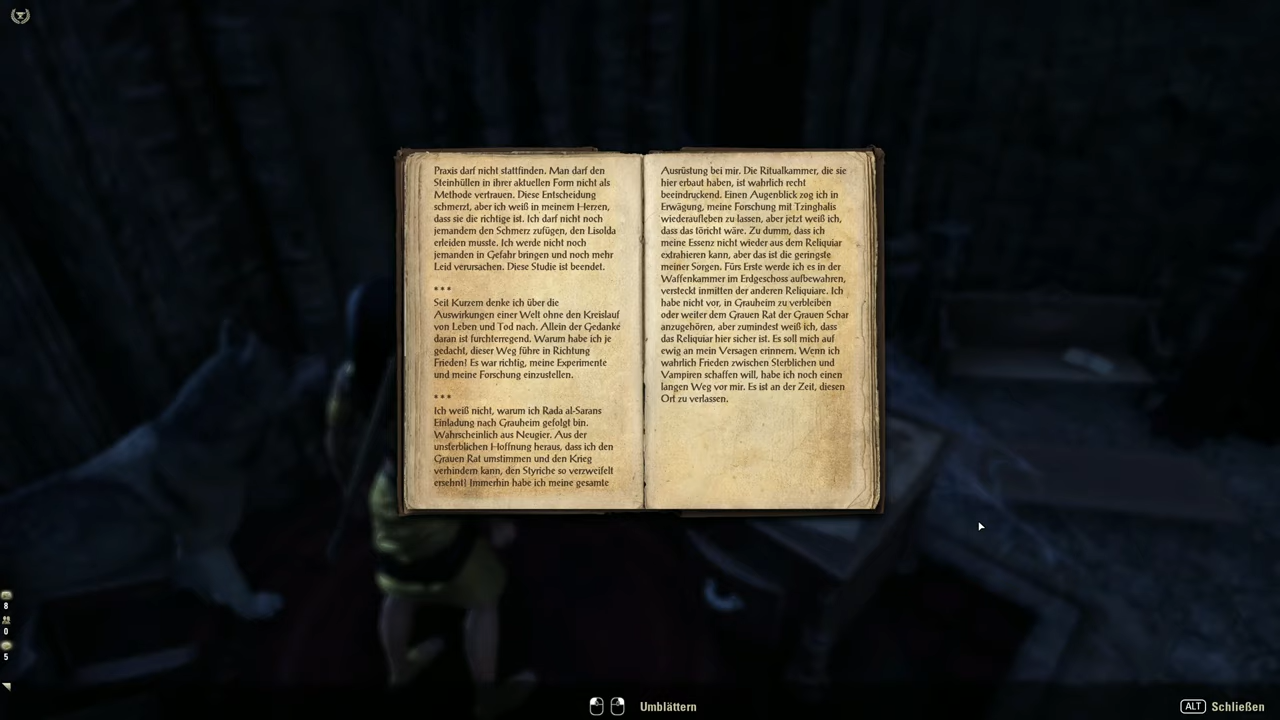 Praxis darf nicht stattfinden. Man darf den
Steinhüllen in ihrer aktuellen Form nicht als
Methode vertrauen. Diese Entscheidung
schmerzt, aber ich weiß in meinem Herzen,
dass sie die richtige ist. Ich darf nicht noch
jemandem den Schmerz zufügen, den Lisolda
erleiden musste. Ich werde nicht noch
jemanden in Gefahr bringen und noch mehr
Leid verursachen. Diese Studie ist beendet.
* * *
Seit Kurzem denke ich über die
Auswirkungen einer Welt ohne den Kreislauf
von Leben und Tod nach. Allein der Gedanke
daran ist furchterregend. Warum habe ich je
gedacht, dieser Weg führe in Richtung
Frieden? Es war richtig, meine Experimente
und meine Forschung einzustellen.
* * *
Ich weiß nicht, warum ich Rada al-Sarans
Einladung nach Grauheim gefolgt bin.
Wahrscheinlich aus Neugier. Aus der
unsterblichen Hoffnung heraus, dass ich den
Grauen Rat umstimmen und den Krieg
verhindern kann, den Styriche so verzweifelt
ersehnt? Immerhin habe ich meine gesamte
Ausrüstung bei mir. Die Ritualkammer, die sie
hier erbaut haben, ist wahrlich recht
beeindruckend. Einen Augenblick zog ich in
Erwägung, meine Forschung mit Tzinghalis
wiederaufleben zu lassen, aber jetzt weiß ich,
dass das töricht wäre. Zu dumm, dass ich
meine Essenz nicht wieder aus dem Reliquiar
extrahieren kann, aber das ist die geringste
meiner Sorgen. Fürs Erste werde ich es in der
Waffenkammer im Erdgeschoss aufbewahren,
versteckt inmitten der anderen Reliquiare. Ich
habe nicht vor, in Grauheim zu verbleiben
oder weiter dem Grauen Rat der Grauen Schar
anzugehören, aber zumindest weiß ich, dass
das Reliquiar hier sicher ist. Es soll mich auf
ewig an mein Versagen erinnern. Wenn ich
wahrlich Frieden zwischen Sterblichen und
Vampiren schaffen will, habe ich noch einen
langen Weg vor mir. Es ist an der Zeit, diesen
Ort zu verlassen.
8
0
5
Umblättern
ALT Schließen